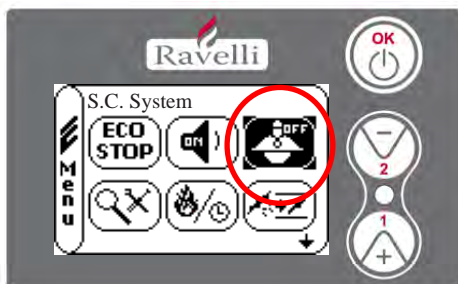 Ravelli
OK
S.C. System
Menu
ECO
STOP
ON
OFF
−
2
1
+